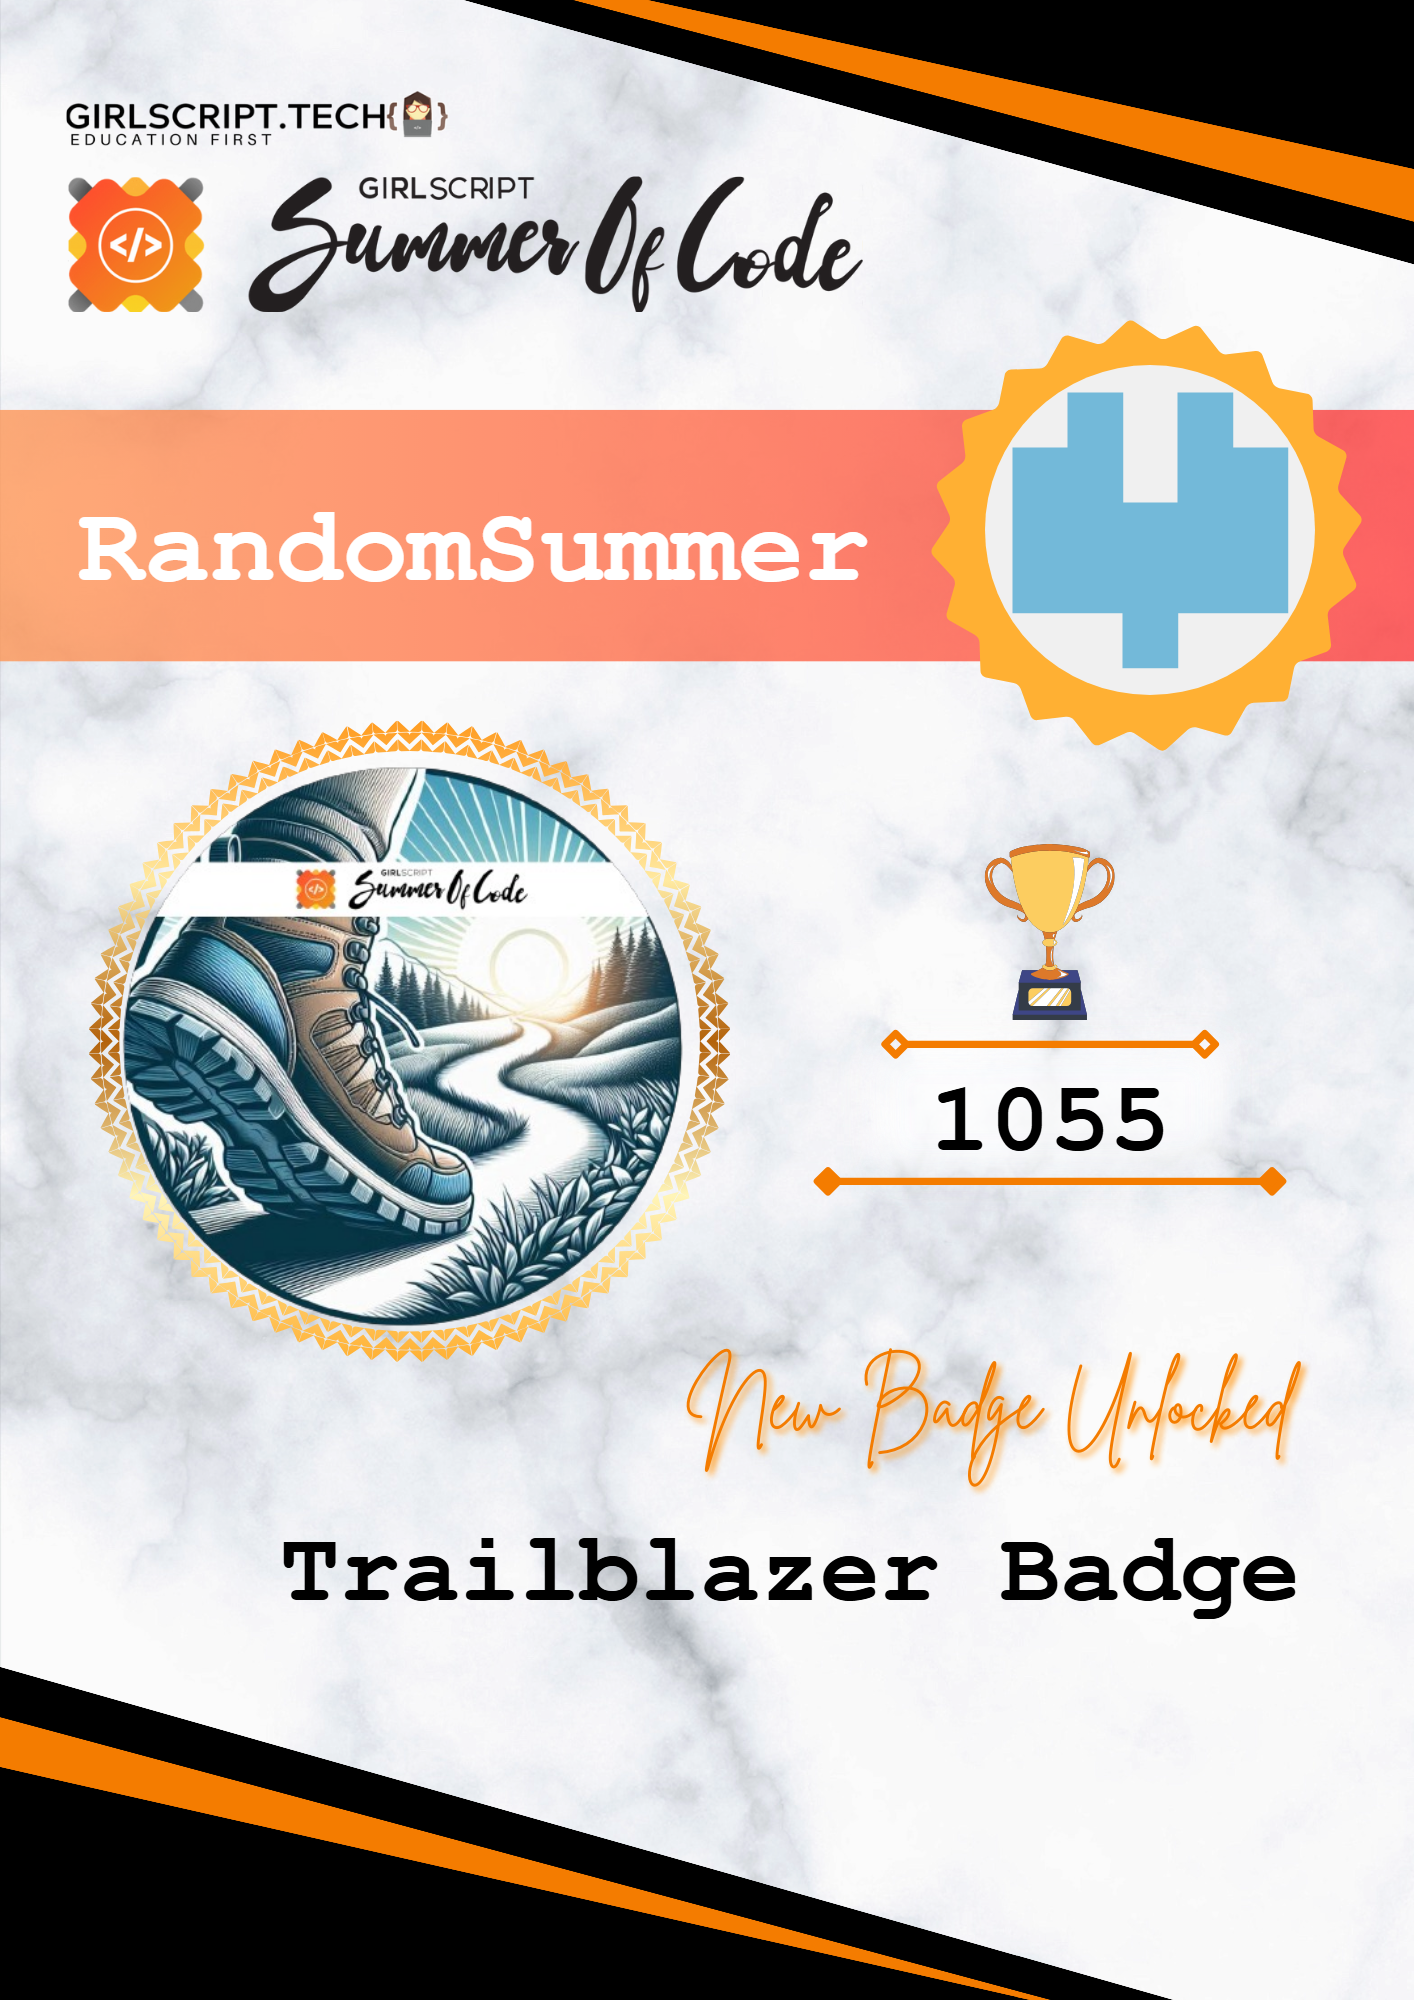 GIRLSCRIPT.TECH{ }
EDUCATION FIRST
GIRLSCRIPT
Summer Of Code
</>
RandomSummer
GIRLSCRIPT
</> Summer Of Code
1055
New Badge Unlocked
Trailblazer Badge